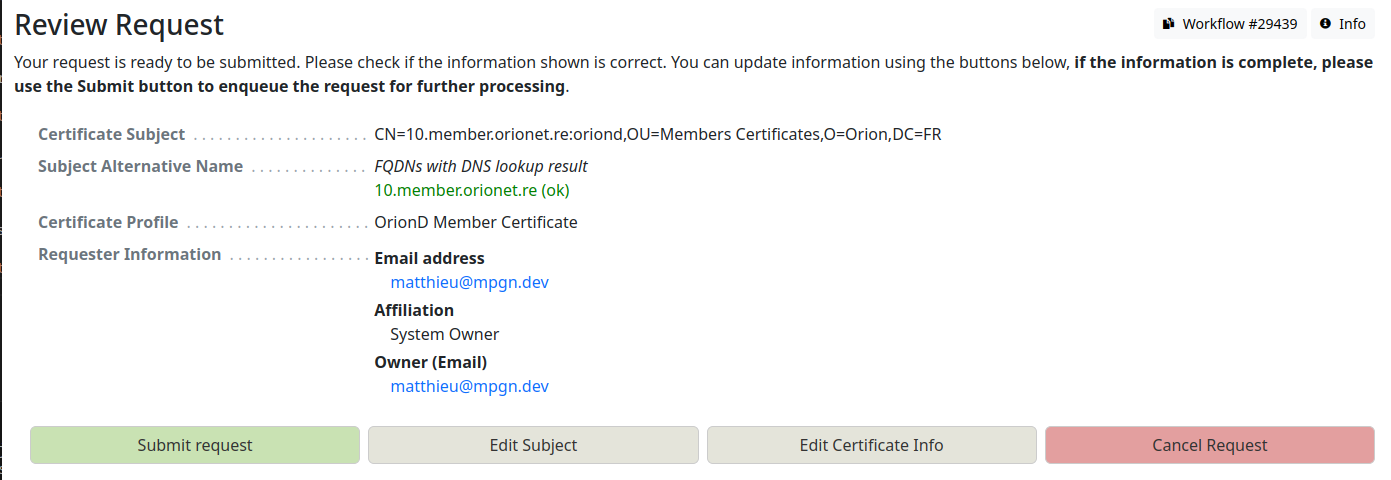 Review Request
Workflow #29439
Info
Your request is ready to be submitted. Please check if the information shown is correct. You can update information using the buttons below, if the information is complete, please
use the Submit button to enqueue the request for further processing.
Certificate Subject ..................... CN=10.member.orionet.re:oriond,OU=Members Certificates,O=Orion,DC=FR
Subject Alternative Name ............. FQDNs with DNS lookup result
10.member.orionet.re (ok)
Certificate Profile ...................... OrionD Member Certificate
Requester Information ................. Email address
matthieu@mpgn.dev
Affiliation
System Owner
Owner (Email)
matthieu@mpgn.dev
Submit request
Edit Subject
Edit Certificate Info
Cancel Request